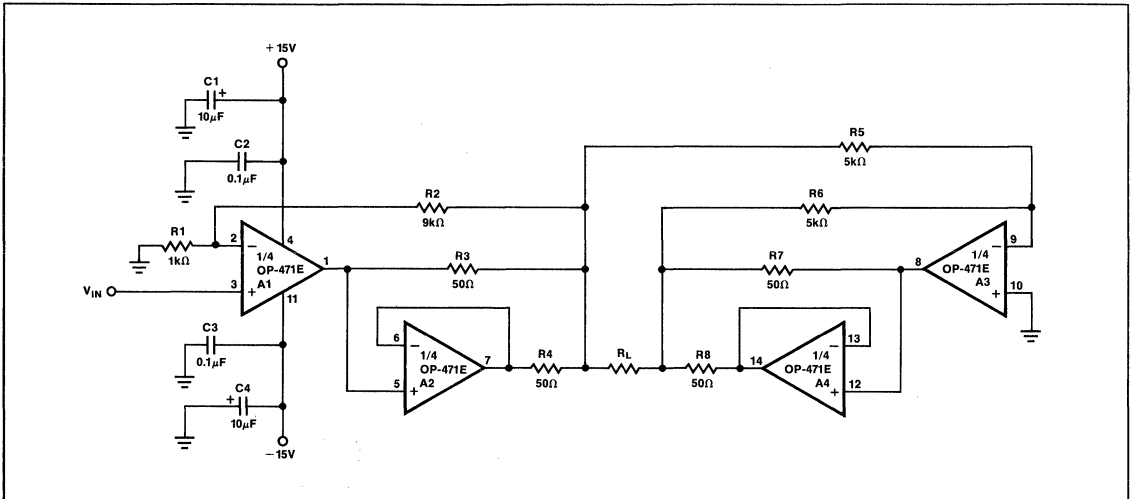 +15V
C1
+
10μF
C2
0.1μF
R1
1kΩ
R2
9kΩ
R3
50Ω
2
−
4
1/4
OP-471E
A1
1
VIN
3
+
11
C3
0.1μF
C4
+
10μF
−15V
6
−
1/4
OP-471E
A2
7
5
+
R4
50Ω
RL
R5
5kΩ
R6
5kΩ
R7
50Ω
R8
50Ω
8
− 9
1/4
OP-471E
A3
+ 10
14
− 13
1/4
OP-471E
A4
+ 12